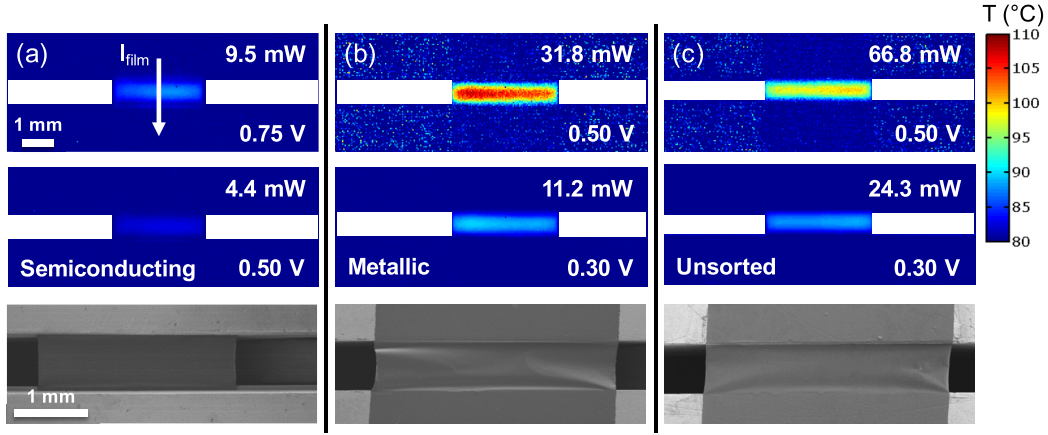 (a)
I_film
9.5 mW
1 mm
0.75 V
4.4 mW
Semiconducting
0.50 V
1 mm
(b)
31.8 mW
0.50 V
11.2 mW
Metallic
0.30 V
(c)
66.8 mW
0.50 V
24.3 mW
Unsorted
0.30 V
T (°C)
110
105
100
95
90
85
80